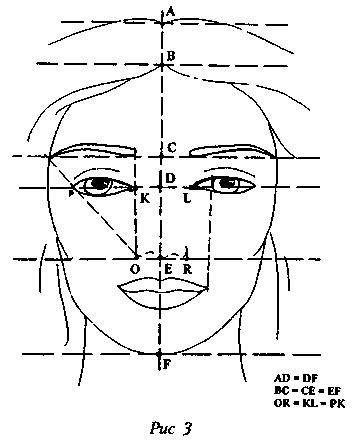 A
B
C
D
P K L
O E R
F
AD = DF
BC = CE = EF
OR = KL = PK
Рис 3